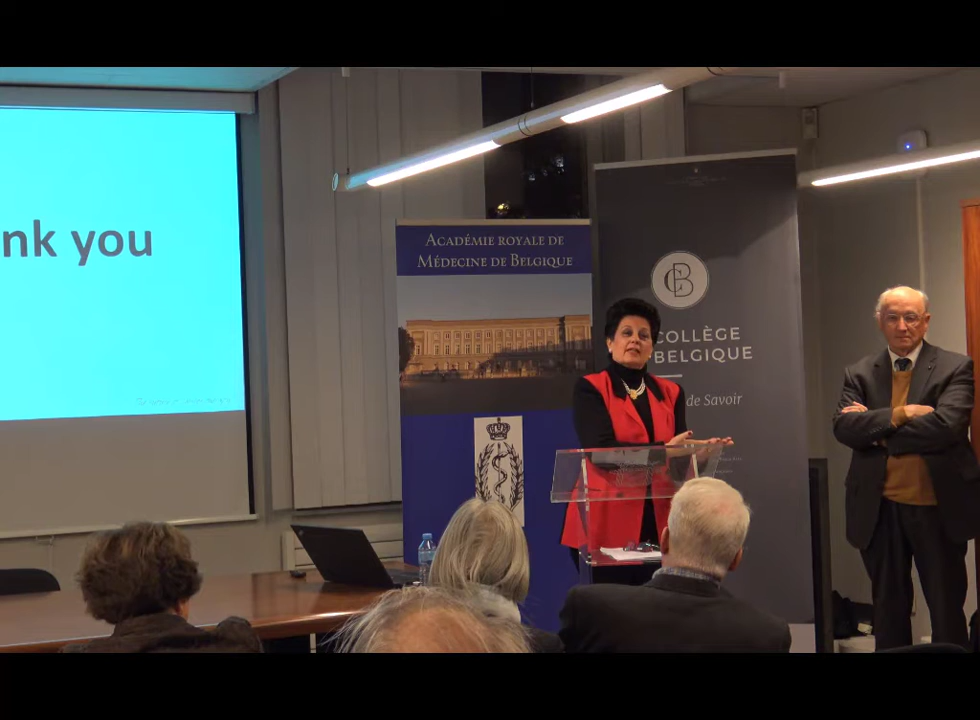 nk you
ACADÉMIE ROYALE DE
MÉDECINE DE BELGIQUE
CB
COLLÈGE
BELGIQUE
de Savoir